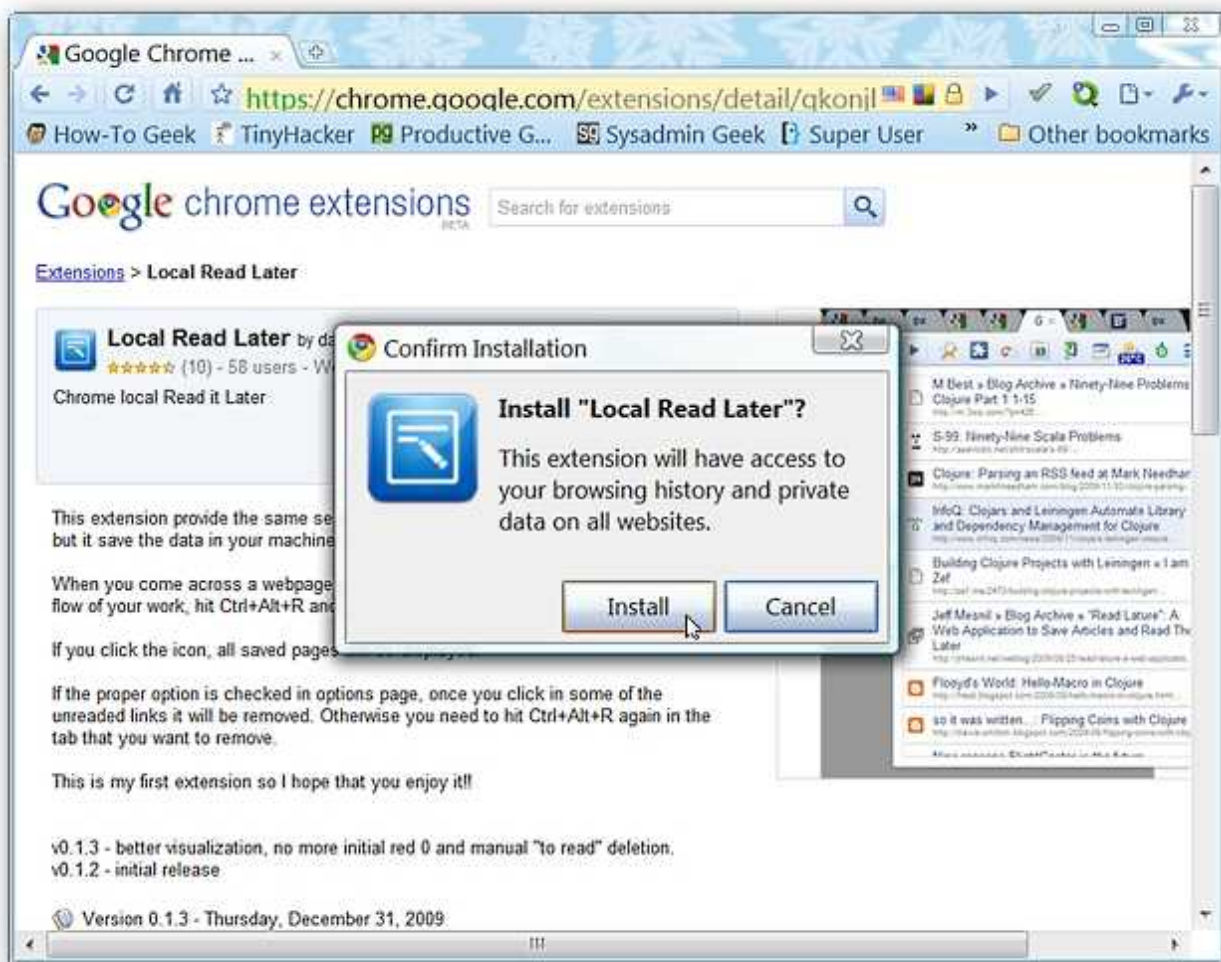 Google Chrome ...
https://chrome.google.com/extensions/detail/gkonjl
How-To Geek TinyHacker Productive G... Sysadmin Geek Super User » Other bookmarks
Google chrome extensions
BETA
Search for extensions
Extensions > Local Read Later
Local Read Later by da
(10) - 58 users - W
Chrome local Read it Later
This extension provide the same se
but it save the data in your machine
When you come across a webpage
flow of your work, hit Ctrl+Alt+R and
If you click the icon, all saved pages
If the proper option is checked in options page, once you click in some of the
unreaded links it will be removed. Otherwise you need to hit Ctrl+Alt+R again in the
tab that you want to remove.
This is my first extension so I hope that you enjoy it!!
v0.1.3 - better visualization, no more initial red 0 and manual "to read" deletion.
v0.1.2 - initial release
Version 0.1.3 - Thursday, December 31, 2009
Confirm Installation
Install "Local Read Later"?
This extension will have access to
your browsing history and private
data on all websites.
Install Cancel
M Best » Blog Archive » Ninety-Nine Problems
Clojure Part 1 1-15
S-99: Ninety-Nine Scala Problems
Clojure: Parsing an RSS feed at Mark Needhar
InfoQ: Clojars and Leiningen Automate Library
and Dependency Management for Clojure
Building Clojure Projects with Leiningen « I am
Zef
Jeff Mesnil » Blog Archive » "Read Lature": A
Web Application to Save Articles and Read The
Later
Flooyd's World: Hello-Macro in Clojure
so it was written... : Flipping Coins with Clojure